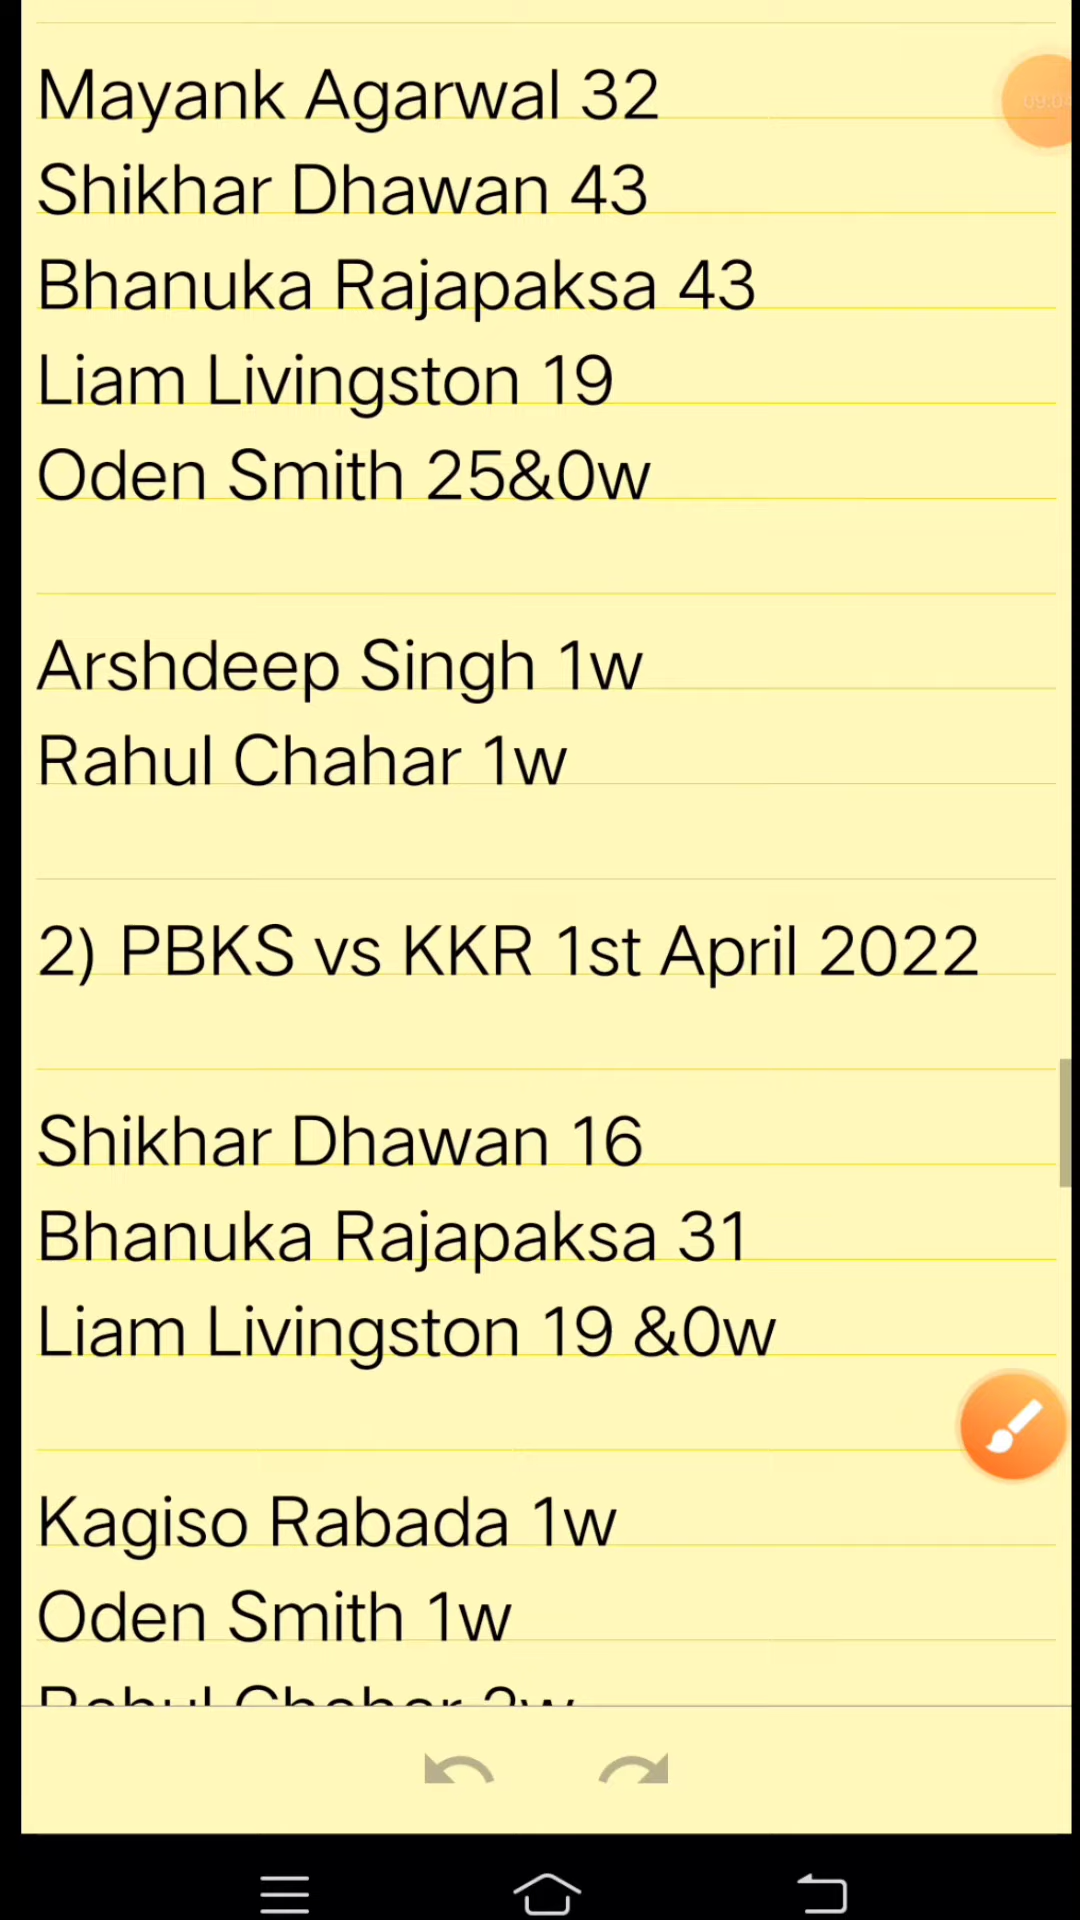 Mayank Agarwal 32
Shikhar Dhawan 43
Bhanuka Rajapaksa 43
Liam Livingston 19
Oden Smith 25&0w
Arshdeep Singh 1w
Rahul Chahar 1w
2) PBKS vs KKR 1st April 2022
Shikhar Dhawan 16
Bhanuka Rajapaksa 31
Liam Livingston 19 &0w
Kagiso Rabada 1w
Oden Smith 1w
Rahul Chahar